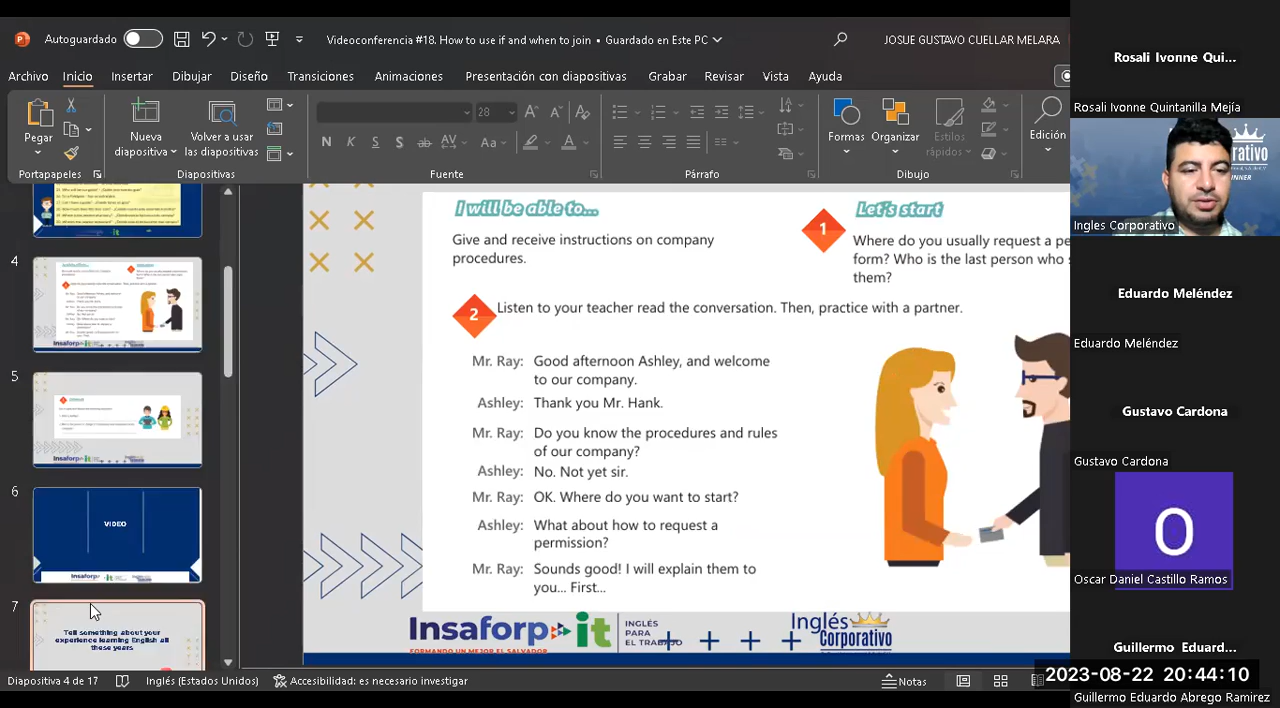 Autoguardado
Videoconferencia #18. How to use if and when to join • Guardado en Este PC
JOSUE GUSTAVO CUELLAR MELARA
Archivo Inicio Insertar Dibujar Diseño Transiciones Animaciones Presentación con diapositivas Grabar Revisar Vista Ayuda
Pegar
Nueva diapositiva
Volver a usar las diapositivas
28
Formas
Organizar
Estilos rápidos
Edición
Portapapeles
Diapositivas
Fuente
Párrafo
Dibujo
4
5
6
VIDEO
7
Tell something about your
experience learning English all
these years
I will be able to...
Give and receive instructions on company
procedures.
Let's start
1
Where do you usually request a pe
form? Who is the last person who s
them?
2
Listen to your teacher read the conversation. Then, practice with a partner.
Mr. Ray: Good afternoon Ashley, and welcome
to our company.
Ashley: Thank you Mr. Hank.
Mr. Ray: Do you know the procedures and rules
of our company?
Ashley: No. Not yet sir.
Mr. Ray: OK. Where do you want to start?
Ashley: What about how to request a
permission?
Mr. Ray: Sounds good! I will explain them to
you... First...
Insaforp it
FORMANDO UN MEJOR EL SALVADOR
INGLÉS
PARA
EL TRABAJO
Inglés
Corporativo
Diapositiva 4 de 17
Inglés (Estados Unidos)
Accesibilidad: es necesario investigar
Notas
Rosali Ivonne Qui...
Rosali Ivonne Quintanilla Mejía
Ingles Corporativo
Eduardo Meléndez
Eduardo Meléndez
Gustavo Cardona
Gustavo Cardona
O
Oscar Daniel Castillo Ramos
Guillermo Eduard...
2023-08-22 20:44:10
Guillermo Eduardo Abrego Ramirez